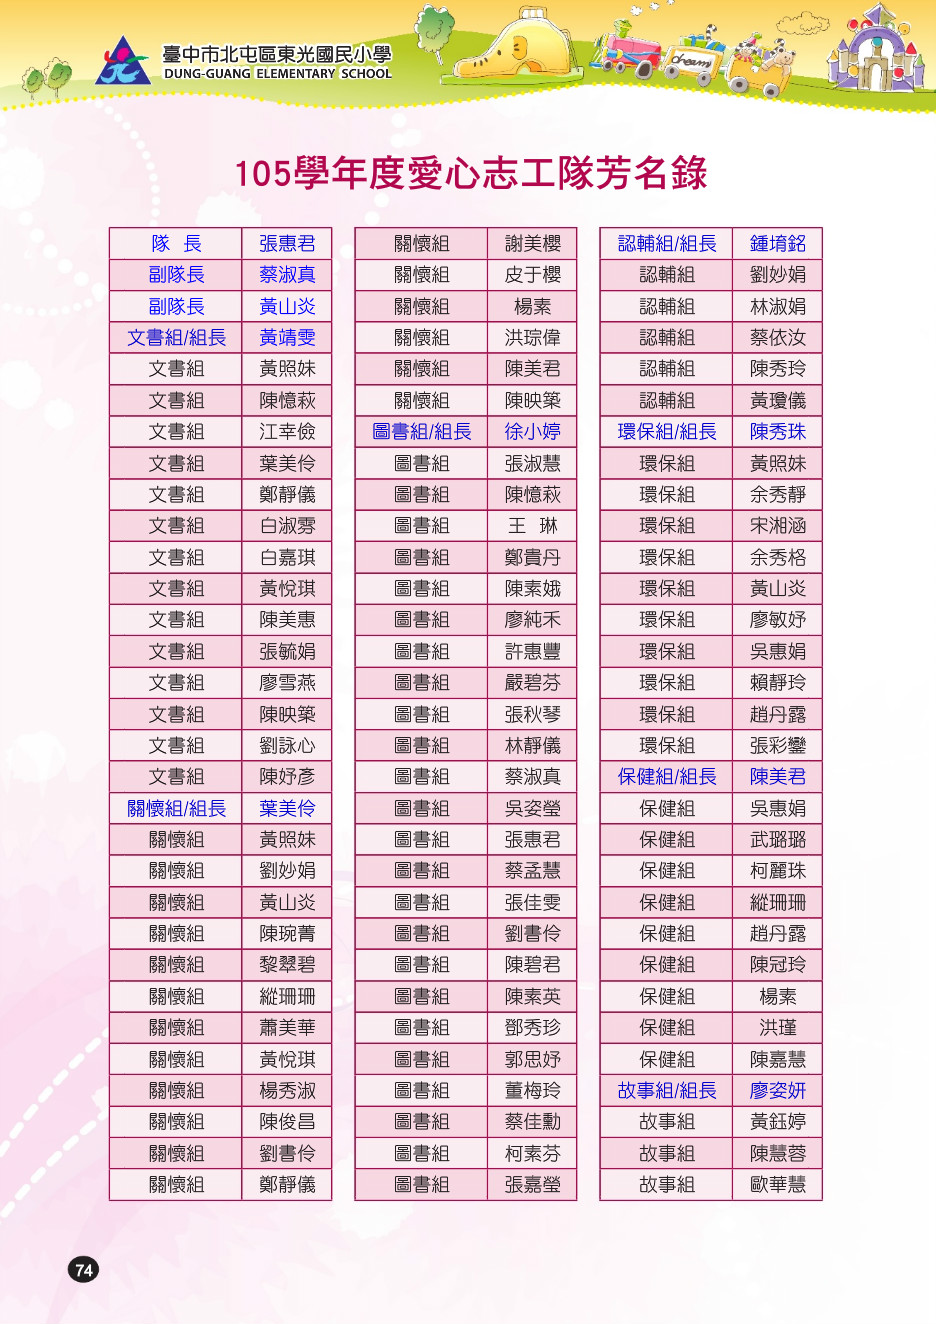 臺中市北屯區東光國民小學
DUNG-GUANG ELEMENTARY SCHOOL
dream
105學年度愛心志工隊芳名錄
隊 長 張惠君
副隊長 蔡淑真
副隊長 黃山炎
文書組/組長 黃靖雯
文書組 黃照妹
文書組 陳憶萩
文書組 江幸儉
文書組 葉美伶
文書組 鄭靜儀
文書組 白淑雰
文書組 白嘉琪
文書組 黃悅琪
文書組 陳美惠
文書組 張毓娟
文書組 廖雪燕
文書組 陳映築
文書組 劉詠心
文書組 陳妤彥
關懷組/組長 葉美伶
關懷組 黃照妹
關懷組 劉妙娟
關懷組 黃山炎
關懷組 陳琬菁
關懷組 黎翠碧
關懷組 縱珊珊
關懷組 蕭美華
關懷組 黃悅琪
關懷組 楊秀淑
關懷組 陳俊昌
關懷組 劉書伶
關懷組 鄭靜儀
關懷組 謝美櫻
關懷組 皮于櫻
關懷組 楊素
關懷組 洪琮偉
關懷組 陳美君
關懷組 陳映築
圖書組/組長 徐小婷
圖書組 張淑慧
圖書組 陳憶萩
圖書組 王 琳
圖書組 鄭貴丹
圖書組 陳素娥
圖書組 廖純禾
圖書組 許惠豐
圖書組 嚴碧芬
圖書組 張秋琴
圖書組 林靜儀
圖書組 蔡淑真
圖書組 吳姿瑩
圖書組 張惠君
圖書組 蔡孟慧
圖書組 張佳雯
圖書組 劉書伶
圖書組 陳碧君
圖書組 陳素英
圖書組 鄧秀珍
圖書組 郭思妤
圖書組 董梅玲
圖書組 蔡佳勳
圖書組 柯素芬
圖書組 張嘉瑩
認輔組/組長 鍾堉銘
認輔組 劉妙娟
認輔組 林淑娟
認輔組 蔡依汝
認輔組 陳秀玲
認輔組 黃瓊儀
環保組/組長 陳秀珠
環保組 黃照妹
環保組 余秀靜
環保組 宋湘涵
環保組 余秀格
環保組 黃山炎
環保組 廖敏妤
環保組 吳惠娟
環保組 賴靜玲
環保組 趙丹露
環保組 張彩鑾
保健組/組長 陳美君
保健組 吳惠娟
保健組 武璐璐
保健組 柯麗珠
保健組 縱珊珊
保健組 趙丹露
保健組 陳冠玲
保健組 楊素
保健組 洪瑾
保健組 陳嘉慧
故事組/組長 廖姿妍
故事組 黃鈺婷
故事組 陳慧蓉
故事組 歐華慧
74